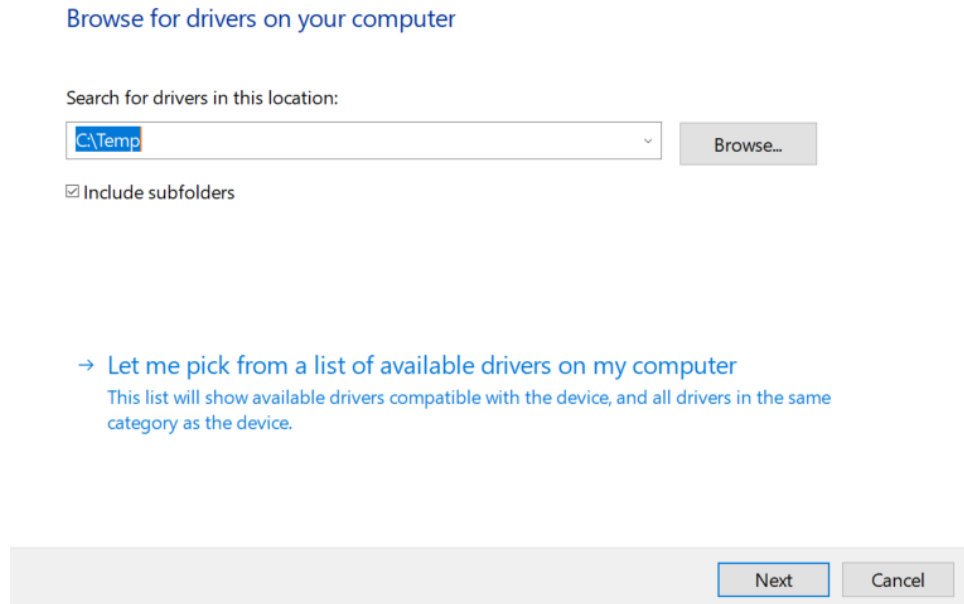 Browse for drivers on your computer
Search for drivers in this location:
C:\Temp
Browse...
Include subfolders
→ Let me pick from a list of available drivers on my computer
This list will show available drivers compatible with the device, and all drivers in the same
category as the device.
Next
Cancel